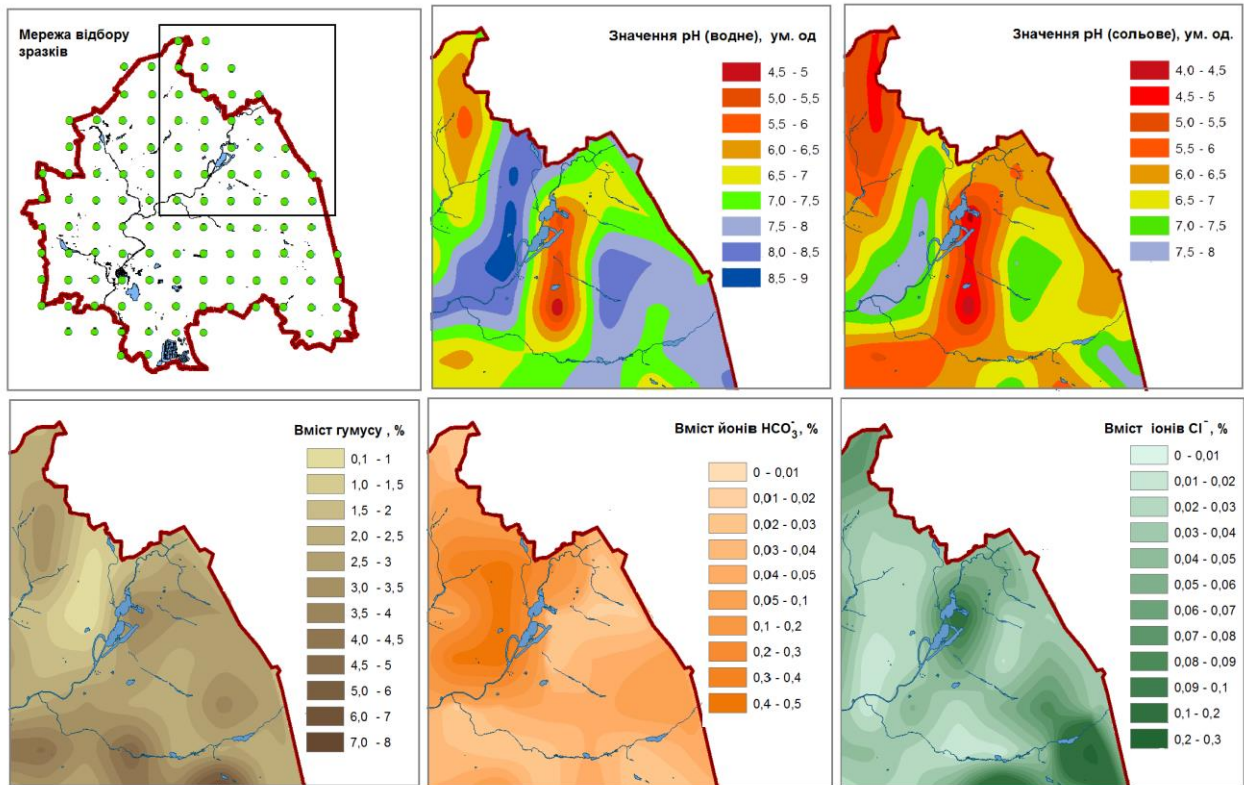 Мережа відбору
зразків
Значення рН (водне), ум. од
4,5 - 5
5.0 - 5,5
5.5 - 6
6.0 - 6,5
6.5 - 7
7.0 - 7,5
7.5 - 8
8.0 - 8,5
8,5 - 9
Значення рН (сольове), ум. од.
4.0 - 4,5
4,5 - 5
5.0 - 5,5
5,5 - 6
6.0 - 6,5
6,5 - 7
7.0 - 7,5
7.5 - 8
Вміст гумусу , %
0,1 - 1
1,0 - 1,5
1,5 - 2
2.0 - 2,5
2,5 - 3
3.0 - 3,5
3,5 - 4
4.0 - 4,5
4,5 - 5
5,0 - 6
6,0 - 7
7,0 - 8
Вміст йонів HCO₃⁻, %
0 - 0,01
0,01 - 0,02
0,02 - 0,03
0,03 - 0,04
0,04 - 0,05
0,05 - 0,1
0,1 - 0,2
0,2 - 0,3
0,3 - 0,4
0,4 - 0,5
Вміст іонів Cl⁻, %
0 - 0,01
0,01 - 0,02
0,02 - 0,03
0,03 - 0,04
0,04 - 0,05
0,05 - 0,06
0,06 - 0,07
0,07 - 0,08
0,08 - 0,09
0,09 - 0,1
0,1 - 0,2
0,2 - 0,3